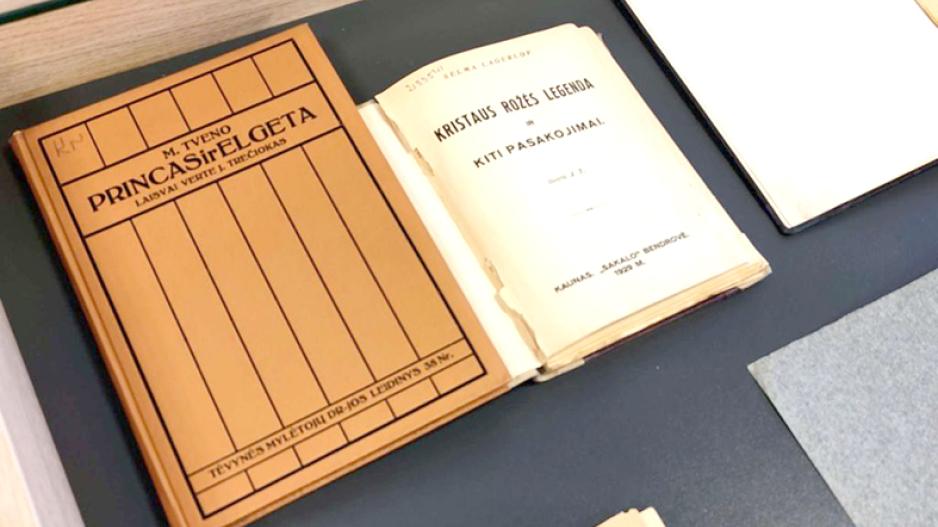 RN
M. TVENO
PRINCAS ir ELGETA
LAISVAI VERTĖ J. TREČIOKAS
TĖVYNĖS MYLĖTOJŲ DR-JOS LEIDINYS 38 Nr.
SELMA LAGERLÖF
KRISTAUS ROŽĖS LEGENDA
IR
KITI PASAKOJIMAI.
KAUNAS, „SAKALO“ BENDROVĖ,
1929 M.